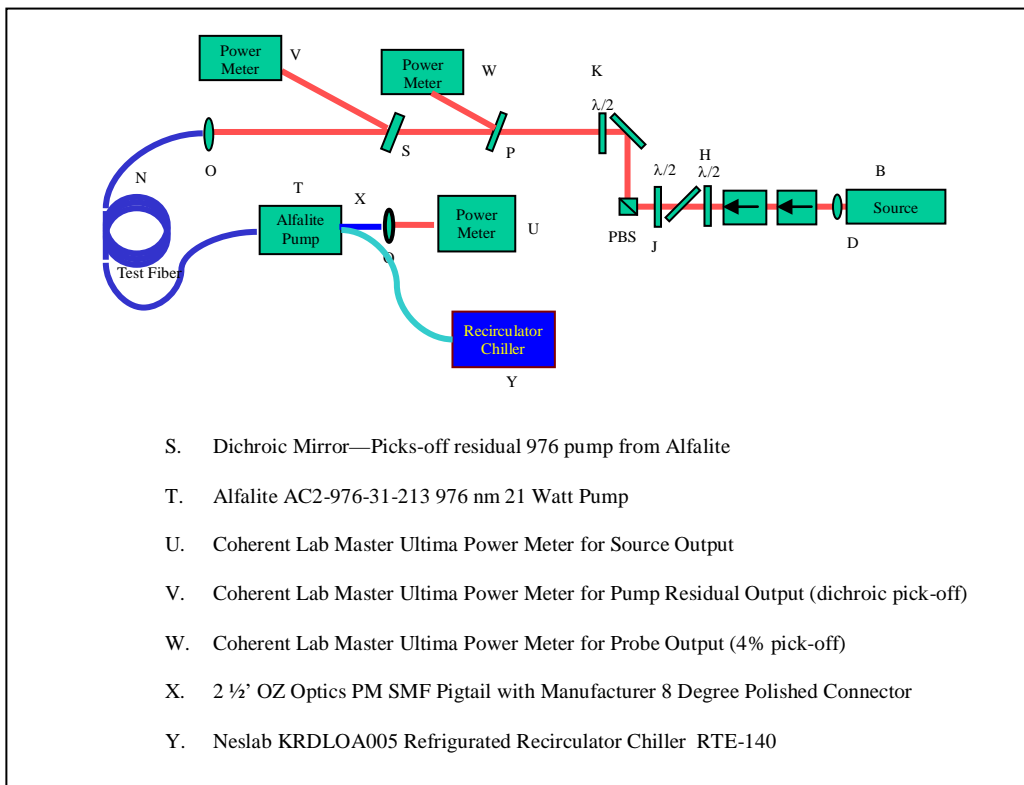 Power
Meter
V
Power
Meter
W
K
λ/2
S
P
O
N
T
X
λ/2
H
λ/2
B
Alfalite
Pump
Power
Meter
U
O
PBS
J
Source
D
Test Fiber
Recirculator
Chiller
Y
S. Dichroic Mirror—Picks-off residual 976 pump from Alfalite
T. Alfalite AC2-976-31-213 976 nm 21 Watt Pump
U. Coherent Lab Master Ultima Power Meter for Source Output
V. Coherent Lab Master Ultima Power Meter for Pump Residual Output (dichroic pick-off)
W. Coherent Lab Master Ultima Power Meter for Probe Output (4% pick-off)
X. 2 ½’ OZ Optics PM SMF Pigtail with Manufacturer 8 Degree Polished Connector
Y. Neslab KRDLOA005 Refrigurated Recirculator Chiller RTE-140